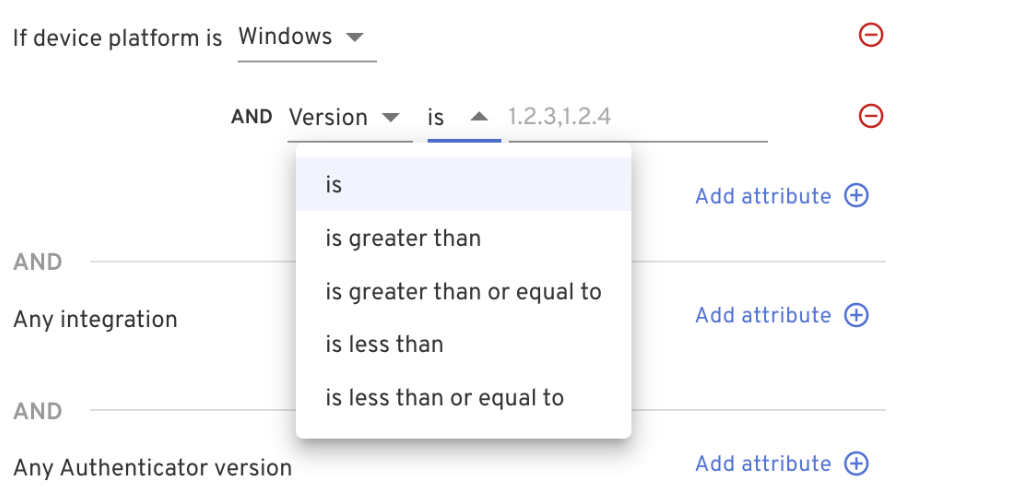 If device platform is Windows
AND Version is 1.2.3,1.2.4
is
Add attribute
is greater than
AND
is greater than or equal to
Any integration
Add attribute
is less than
is less than or equal to
AND
Any Authenticator version
Add attribute